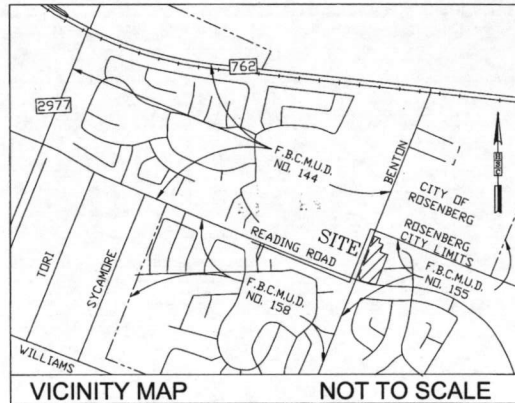 762
2977
F.B.C.M.U.D.
NO. 144
BENTON
CITY OF
ROSENBERG
ROSENBERG
CITY LIMITS
SITE
READING ROAD
TORI
SYCAMORE
F.B.C.M.U.D.
NO. 155
F.B.C.M.U.D.
NO. 158
WILLIAMS
VICINITY MAP
NOT TO SCALE